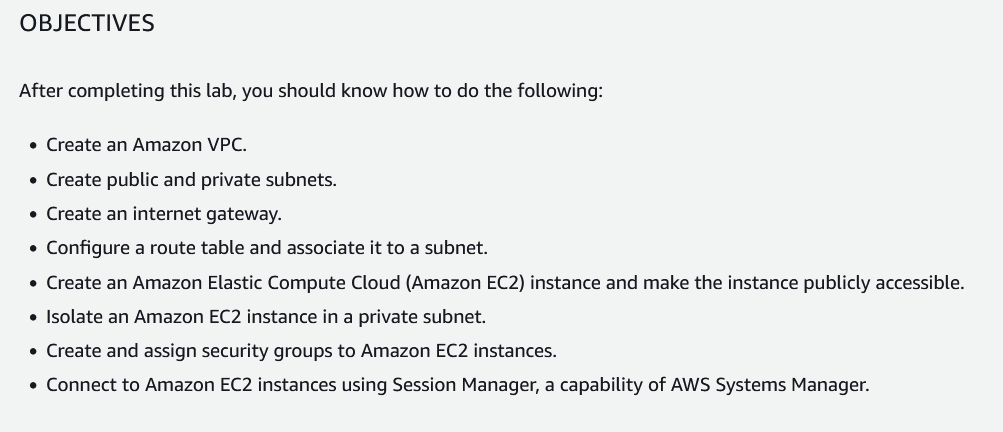 OBJECTIVES
After completing this lab, you should know how to do the following:
• Create an Amazon VPC.
• Create public and private subnets.
• Create an internet gateway.
• Configure a route table and associate it to a subnet.
• Create an Amazon Elastic Compute Cloud (Amazon EC2) instance and make the instance publicly accessible.
• Isolate an Amazon EC2 instance in a private subnet.
• Create and assign security groups to Amazon EC2 instances.
• Connect to Amazon EC2 instances using Session Manager, a capability of AWS Systems Manager.